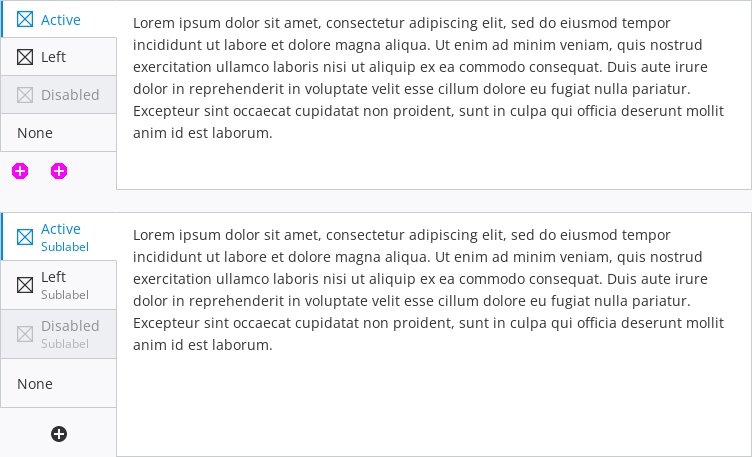 Active
Left
Disabled
None
Lorem ipsum dolor sit amet, consectetur adipiscing elit, sed do eiusmod tempor
incididunt ut labore et dolore magna aliqua. Ut enim ad minim veniam, quis nostrud
exercitation ullamco laboris nisi ut aliquip ex ea commodo consequat. Duis aute irure
dolor in reprehenderit in voluptate velit esse cillum dolore eu fugiat nulla pariatur.
Excepteur sint occaecat cupidatat non proident, sunt in culpa qui officia deserunt mollit
anim id est laborum.
Active
Sublabel
Left
Sublabel
Disabled
Sublabel
None
Lorem ipsum dolor sit amet, consectetur adipiscing elit, sed do eiusmod tempor
incididunt ut labore et dolore magna aliqua. Ut enim ad minim veniam, quis nostrud
exercitation ullamco laboris nisi ut aliquip ex ea commodo consequat. Duis aute irure
dolor in reprehenderit in voluptate velit esse cillum dolore eu fugiat nulla pariatur.
Excepteur sint occaecat cupidatat non proident, sunt in culpa qui officia deserunt mollit
anim id est laborum.